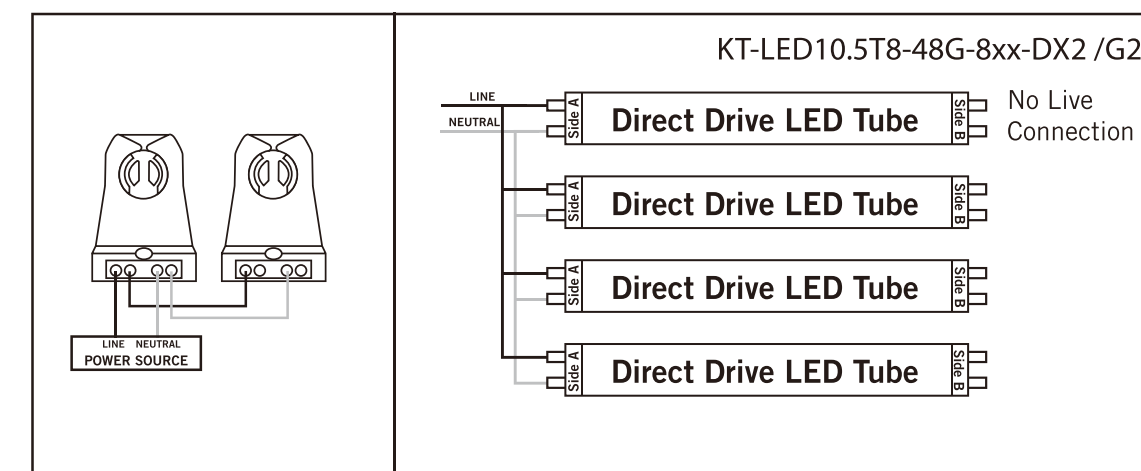 LINE NEUTRAL
POWER SOURCE
KT-LED10.5T8-48G-8xx-DX2 /G2
LINE
NEUTRAL
Side A
Direct Drive LED Tube
Side B
No Live
Connection
Side A
Direct Drive LED Tube
Side B
Side A
Direct Drive LED Tube
Side B
Side A
Direct Drive LED Tube
Side B